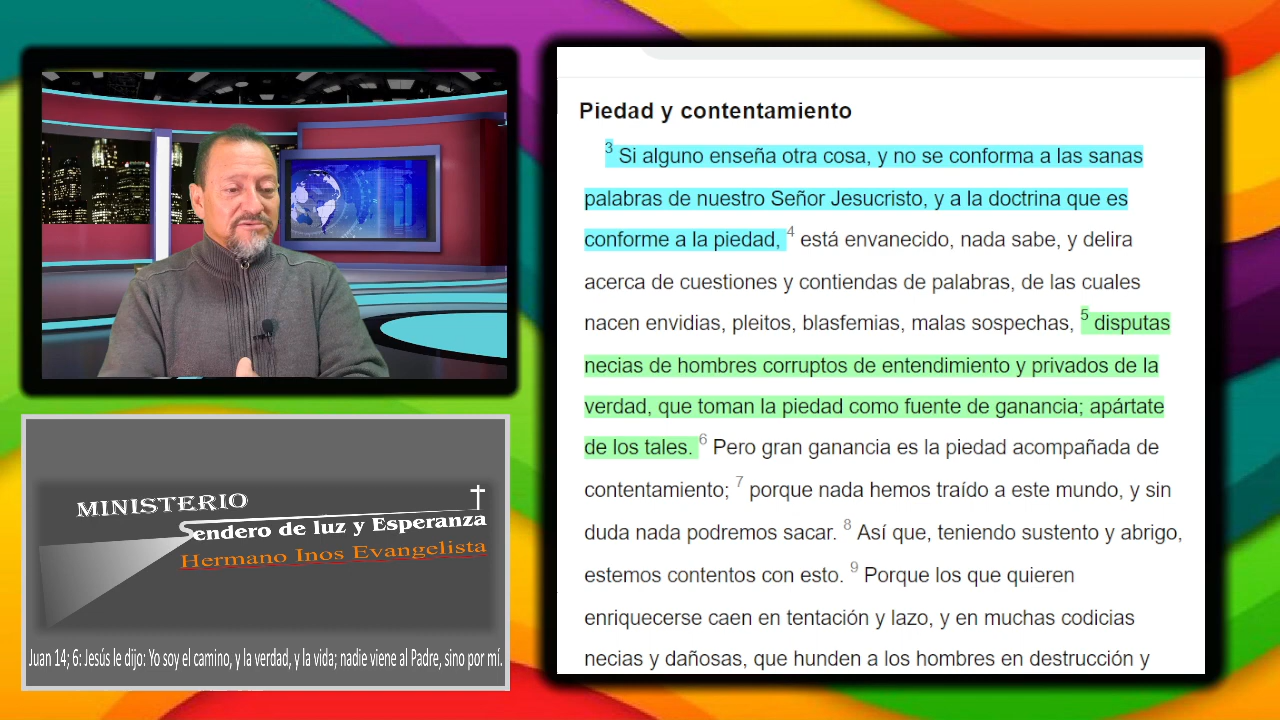 Piedad y contentamiento
3 Si alguno enseña otra cosa, y no se conforma a las sanas
palabras de nuestro Señor Jesucristo, y a la doctrina que es
conforme a la piedad, 4 está envanecido, nada sabe, y delira
acerca de cuestiones y contiendas de palabras, de las cuales
nacen envidias, pleitos, blasfemias, malas sospechas, 5 disputas
necias de hombres corruptos de entendimiento y privados de la
verdad, que toman la piedad como fuente de ganancia; apártate
de los tales. 6 Pero gran ganancia es la piedad acompañada de
contentamiento; 7 porque nada hemos traído a este mundo, y sin
duda nada podremos sacar. 8 Así que, teniendo sustento y abrigo,
estemos contentos con esto. 9 Porque los que quieren
enriquecerse caen en tentación y lazo, y en muchas codicias
necias y dañosas, que hunden a los hombres en destrucción y
MINISTERIO
Sendero de luz y Esperanza
Hermano Inos Evangelista
Juan 14; 6: Jesús le dijo: Yo soy el camino, y la verdad, y la vida; nadie viene al Padre, sino por mí.